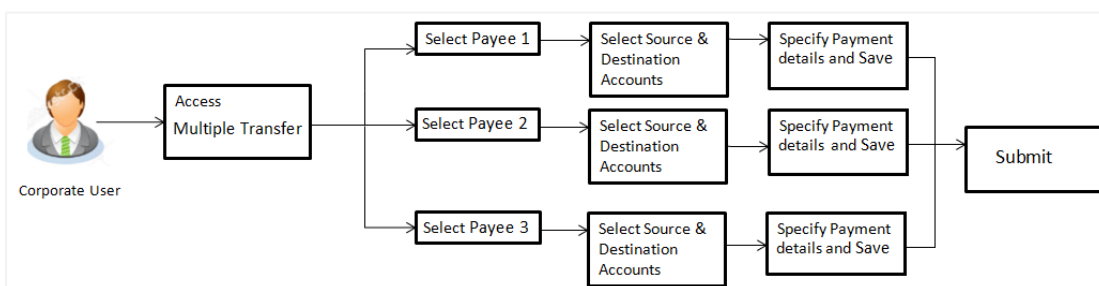 Select Payee 1
Select Source &
Destination
Accounts
Specify Payment
details and Save
Access
Multiple Transfer
Select Payee 2
Select Source &
Destination
Accounts
Specify Payment
details and Save
Submit
Corporate User
Select Payee 3
Select Source &
Destination
Accounts
Specify Payment
details and Save